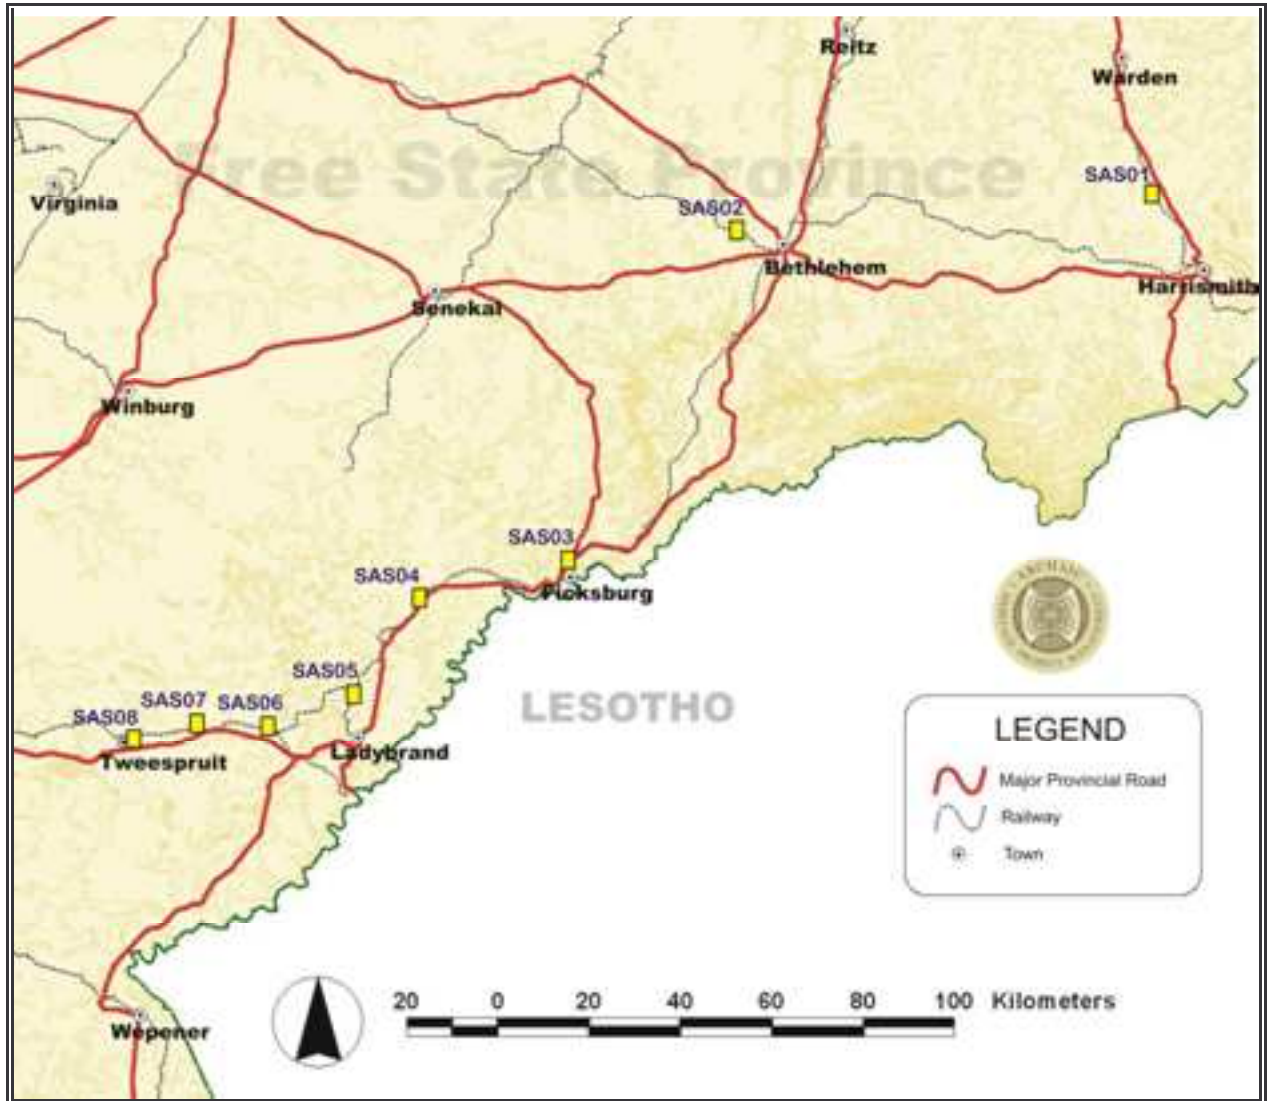 Reitz
Warden
Free State Province
SAS01
Virginia
SAS02
Bethlehem
Harrismith
Senekal
Winburg
SAS03
SAS04
Ficksburg
SAS05
LESOTHO
SAS07
SAS06
SAS08
Ladybrand
Tweespruit
LEGEND
Major Provincial Road
Railway
Town
20 0 20 40 60 80 100 Kilometers
Wepener